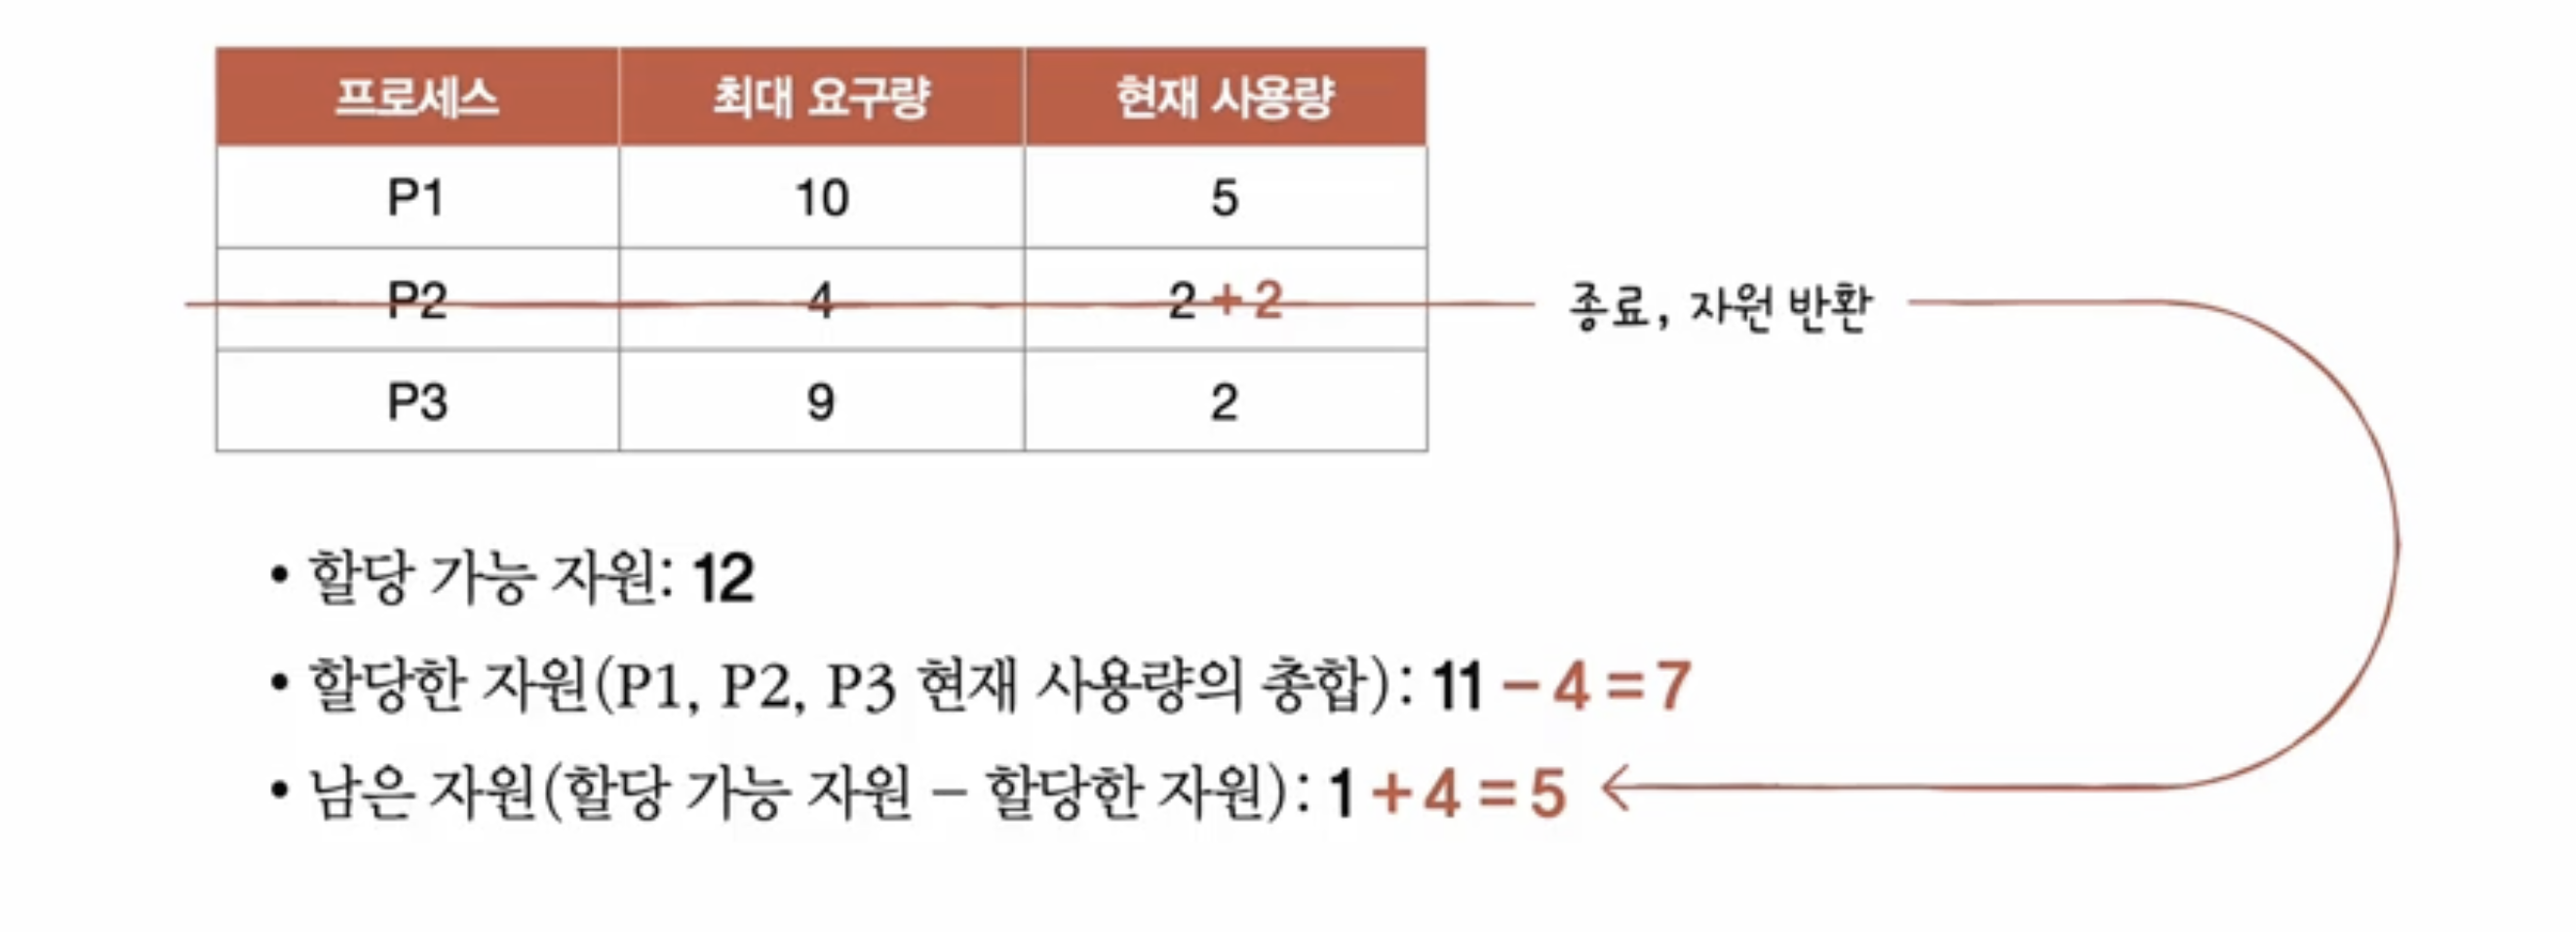 프로세스 최대 요구량 현재 사용량
P1 10 5
P2 4 2 + 2 종료, 자원 반환
P3 9 2
• 할당 가능 자원: 12
• 할당한 자원(P1, P2, P3 현재 사용량의 총합): 11 − 4 = 7
• 남은 자원(할당 가능 자원 – 할당한 자원): 1 + 4 = 5